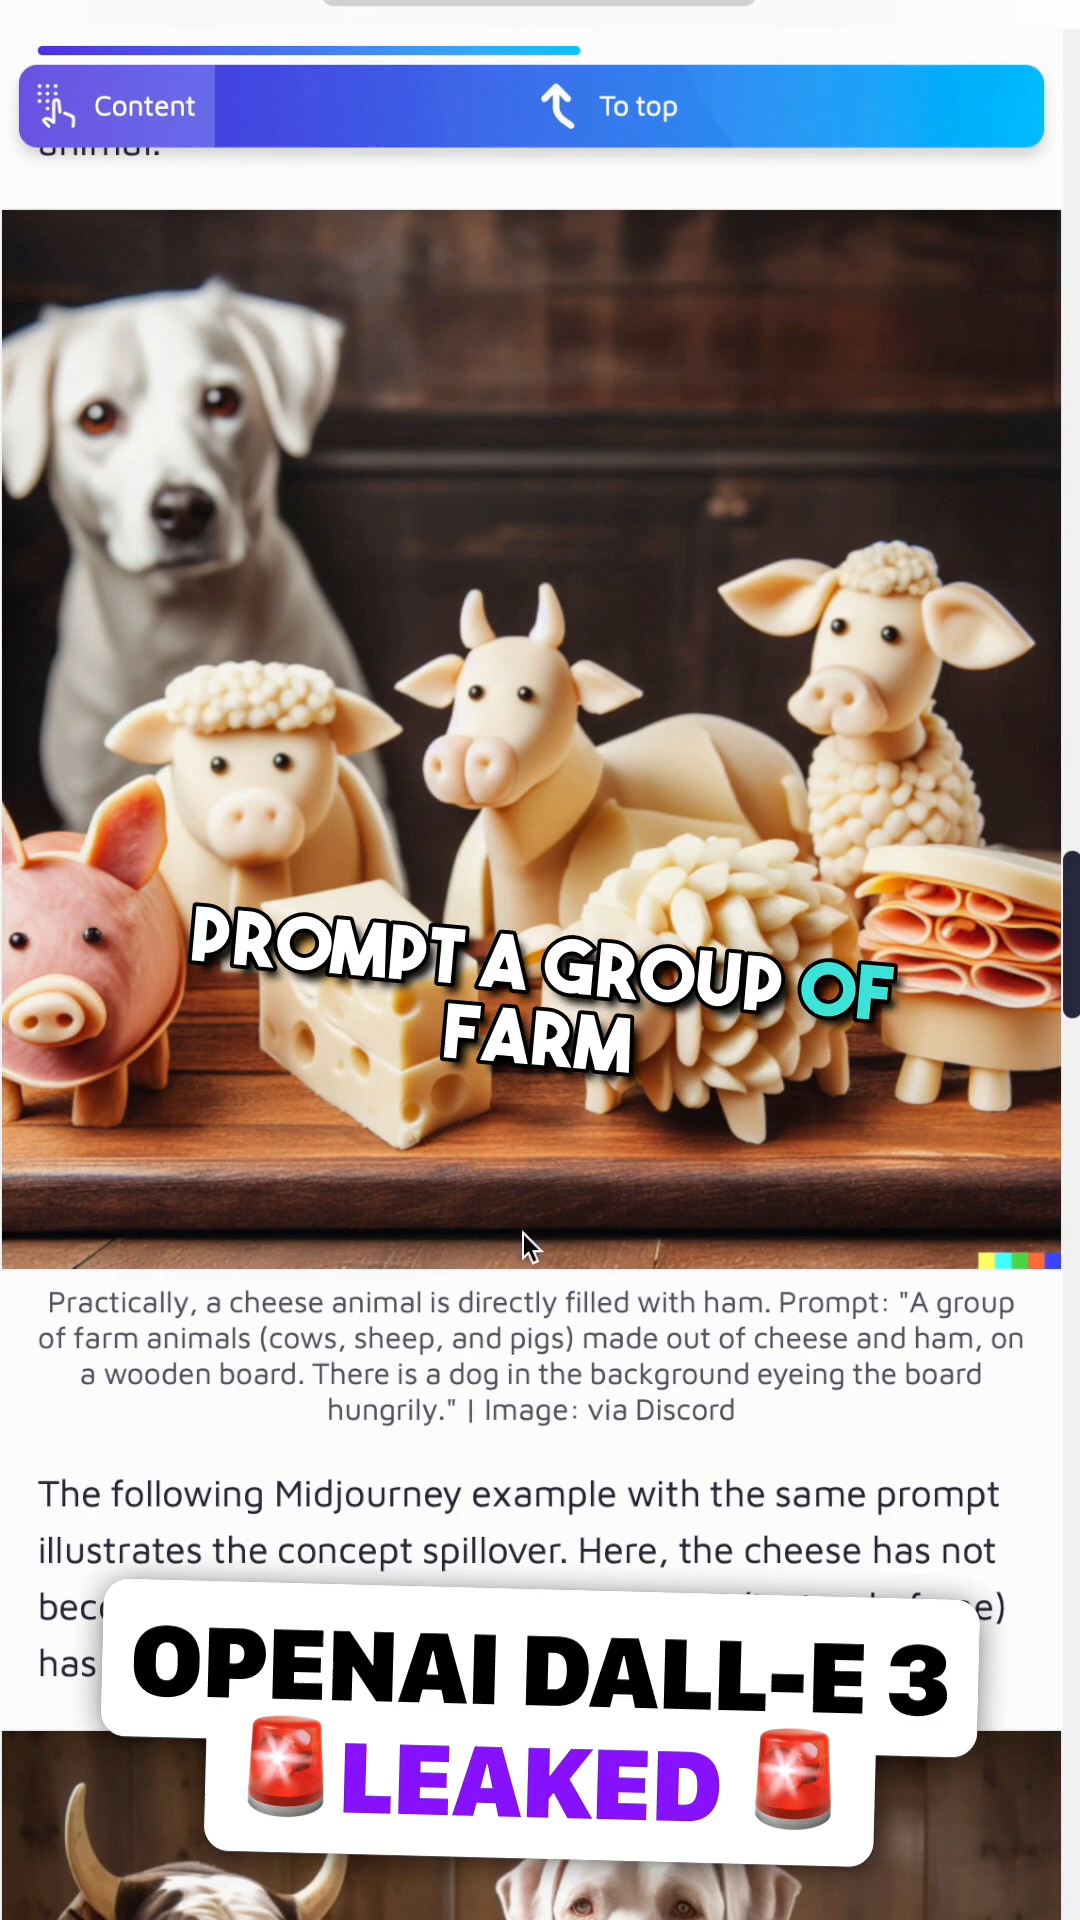 Content
To top
animal.
PROMPT A GROUP OF
FARM
Practically, a cheese animal is directly filled with ham. Prompt: "A group
of farm animals (cows, sheep, and pigs) made out of cheese and ham, on
a wooden board. There is a dog in the background eyeing the board
hungrily." | Image: via Discord
The following Midjourney example with the same prompt
illustrates the concept spillover. Here, the cheese has not
has
OPENAI DALL-E 3
🚨LEAKED 🚨